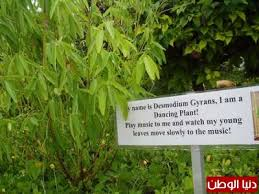 My name is Desmodium Gyrans, I am a
Dancing Plant!
Play music to me and watch my young
leaves move slowly to the music!
دنيا الوطن